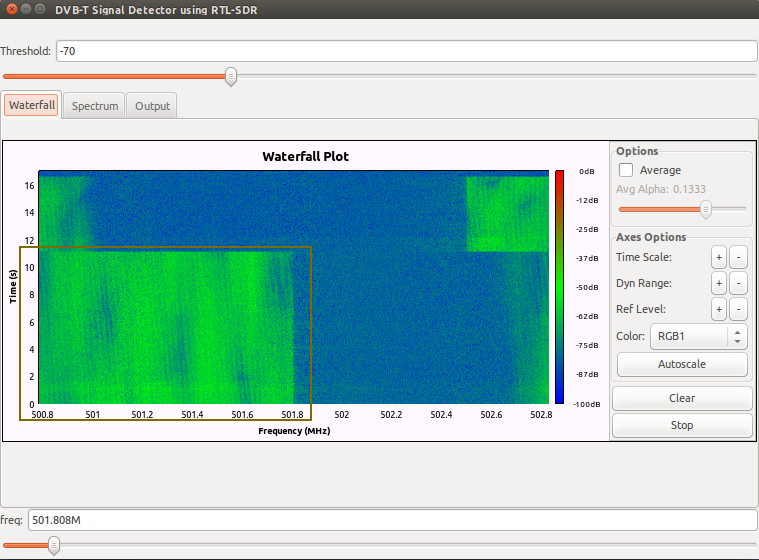 DVB-T Signal Detector using RTL-SDR
Threshold: -70
Waterfall Spectrum Output
Waterfall Plot
Time (s)
16
14
12
10
8
6
4
2
0
500.8 501 501.2 501.4 501.6 501.8 502 502.2 502.4 502.6 502.8
Frequency (MHz)
0dB
-12dB
-25dB
-37dB
-50dB
-62dB
-75dB
-87dB
-100dB
Options
Average
Avg Alpha: 0.1333
Axes Options
Time Scale: + -
Dyn Range: + -
Ref Level: + -
Color: RGB1
Autoscale
Clear
Stop
freq: 501.808M